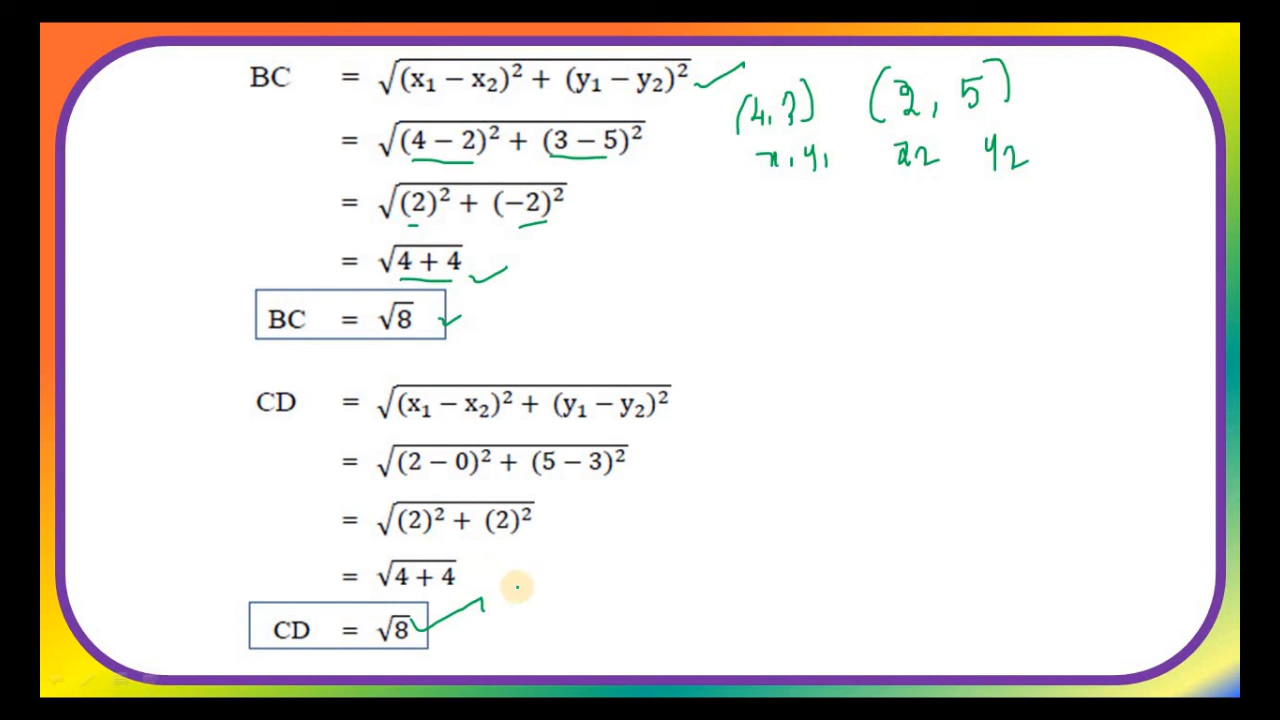 BC = √(x₁ − x₂)² + (y₁ − y₂)²
(4, 3) (2, 5)
= √(4 − 2)² + (3 − 5)²
x₁ y₁ x2 y2
= √(2)² + (−2)²
= √4 + 4
BC = √8
CD = √(x₁ − x₂)² + (y₁ − y₂)²
= √(2 − 0)² + (5 − 3)²
= √(2)² + (2)²
= √4 + 4
CD = √8